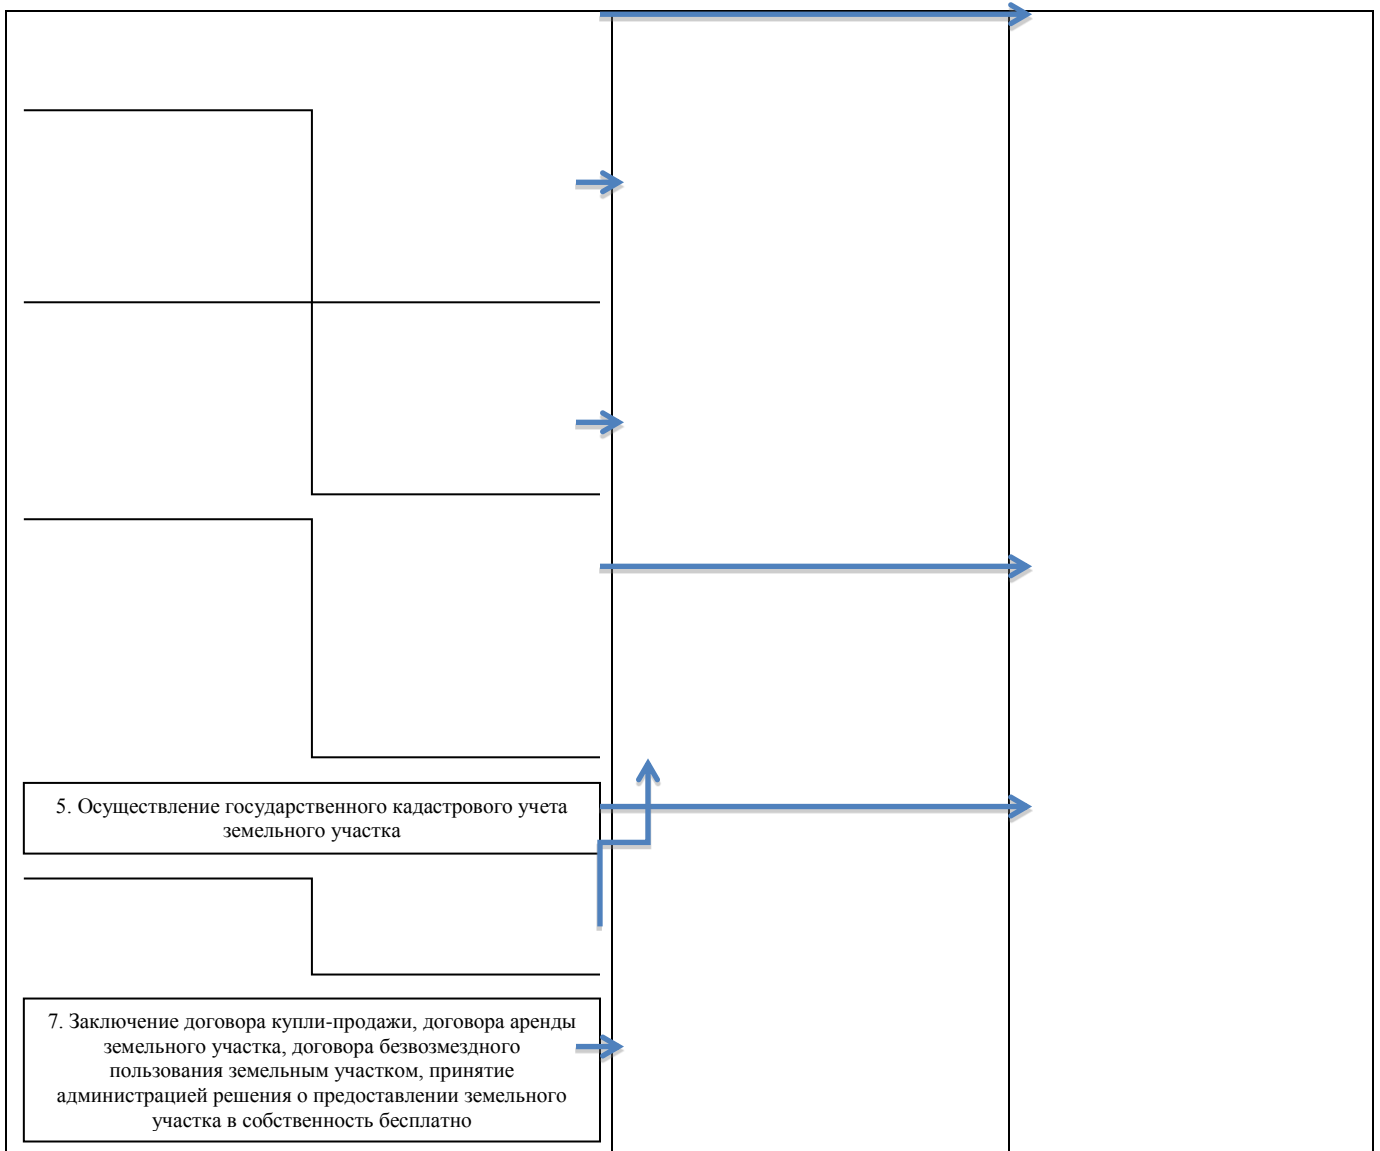 5. Осуществление государственного кадастрового учета
земельного участка
7. Заключение договора купли-продажи, договора аренды
земельного участка, договора безвозмездного
пользования земельным участком, принятие
администрацией решения о предоставлении земельного
участка в собственность бесплатно